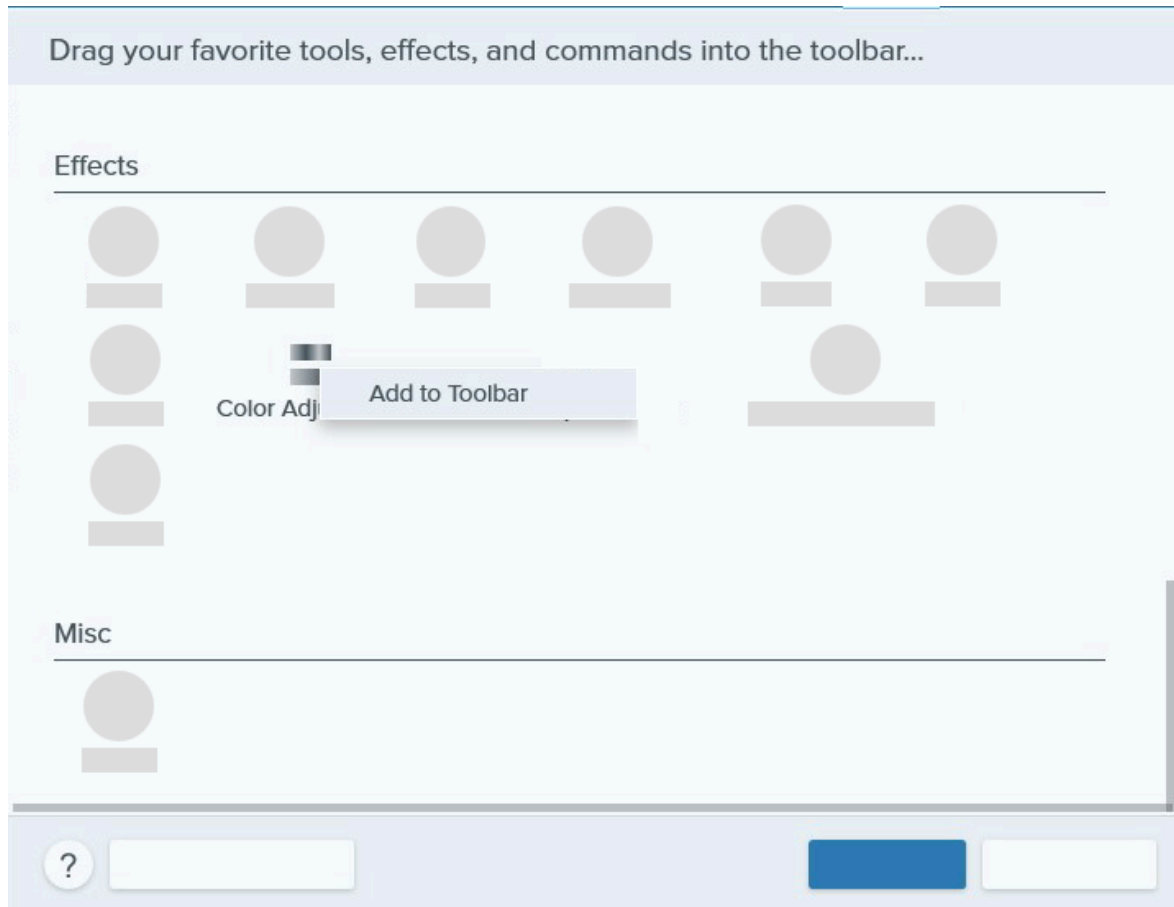 Drag your favorite tools, effects, and commands into the toolbar...
Effects
Add to Toolbar
Color Adj
Misc
?